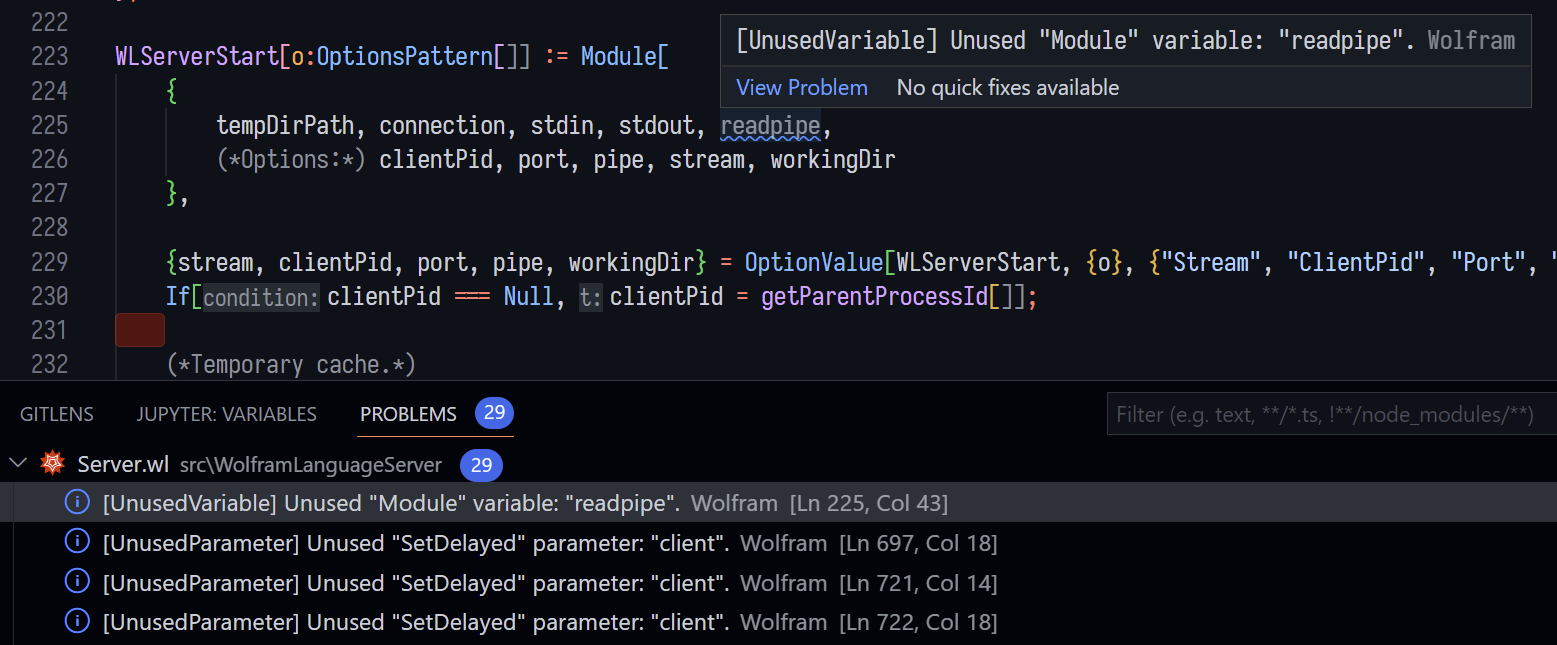 222
223 WLServerStart[o:OptionsPattern[]] := Module[
[UnusedVariable] Unused "Module" variable: "readpipe". Wolfram
View Problem No quick fixes available
224 {
225 tempDirPath, connection, stdin, stdout, readpipe,
226 (*Options:*) clientPid, port, pipe, stream, workingDir
227 },
228
229 {stream, clientPid, port, pipe, workingDir} = OptionValue[WLServerStart, {o}, {"Stream", "ClientPid", "Port", "
230 If[condition: clientPid === Null, t: clientPid = getParentProcessId[]];
231
232 (*Temporary cache.*)
GITLENS JUPYTER: VARIABLES PROBLEMS 29 Filter (e.g. text, **/*.ts, !**/node_modules/**)
Server.wl src\WolframLanguageServer 29
[UnusedVariable] Unused "Module" variable: "readpipe". Wolfram [Ln 225, Col 43]
[UnusedParameter] Unused "SetDelayed" parameter: "client". Wolfram [Ln 697, Col 18]
[UnusedParameter] Unused "SetDelayed" parameter: "client". Wolfram [Ln 721, Col 14]
[UnusedParameter] Unused "SetDelayed" parameter: "client". Wolfram [Ln 722, Col 18]